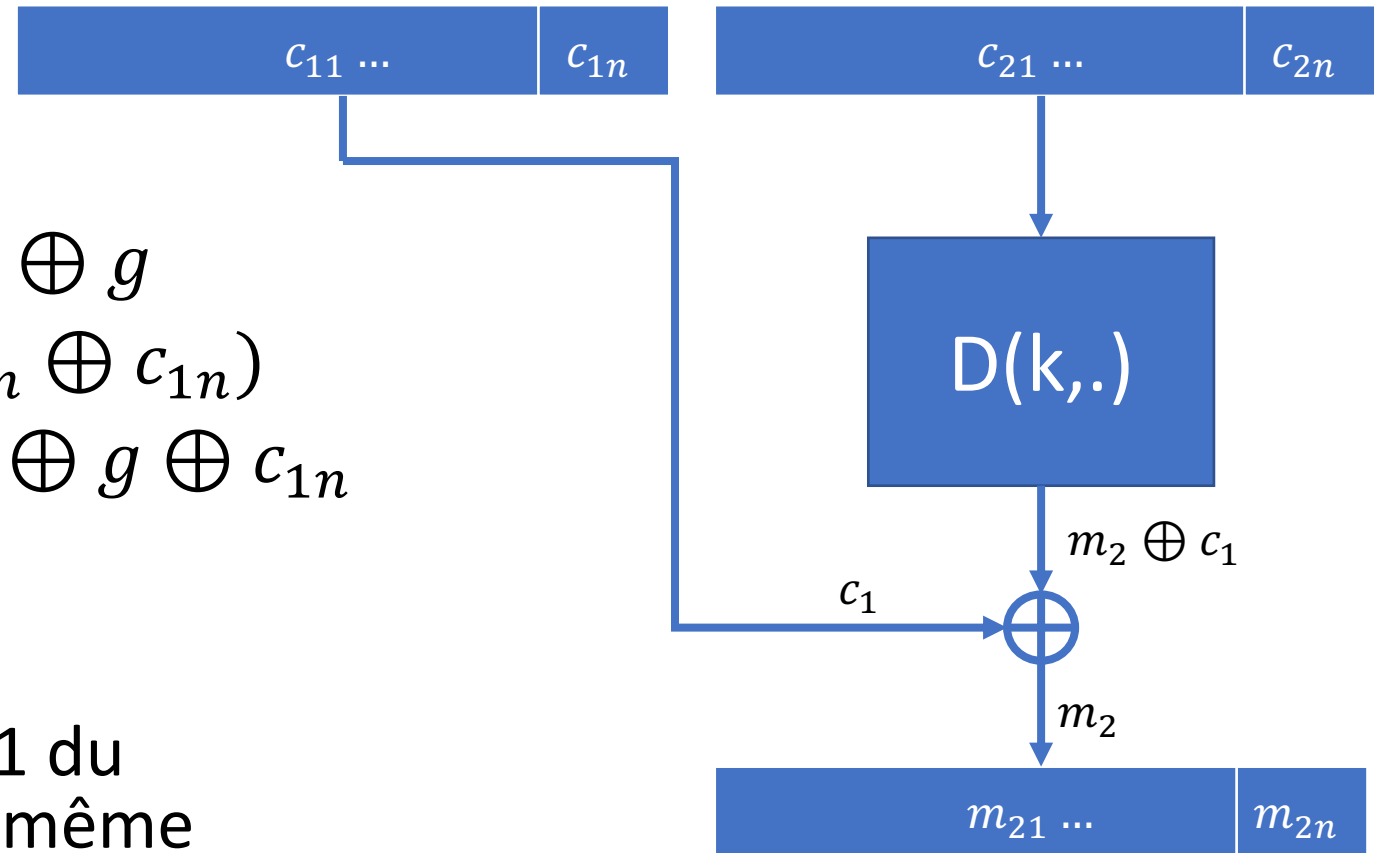 c₁₁ ... c₁ₙ c₂₁ ... c₂ₙ
⊕ g
ₙ ⊕ c₁ₙ)
⊕ g ⊕ c₁ₙ
D(k,.)
m₂ ⊕ c₁
c₁
m₂
1 du
même
m₂₁ ... m₂ₙ